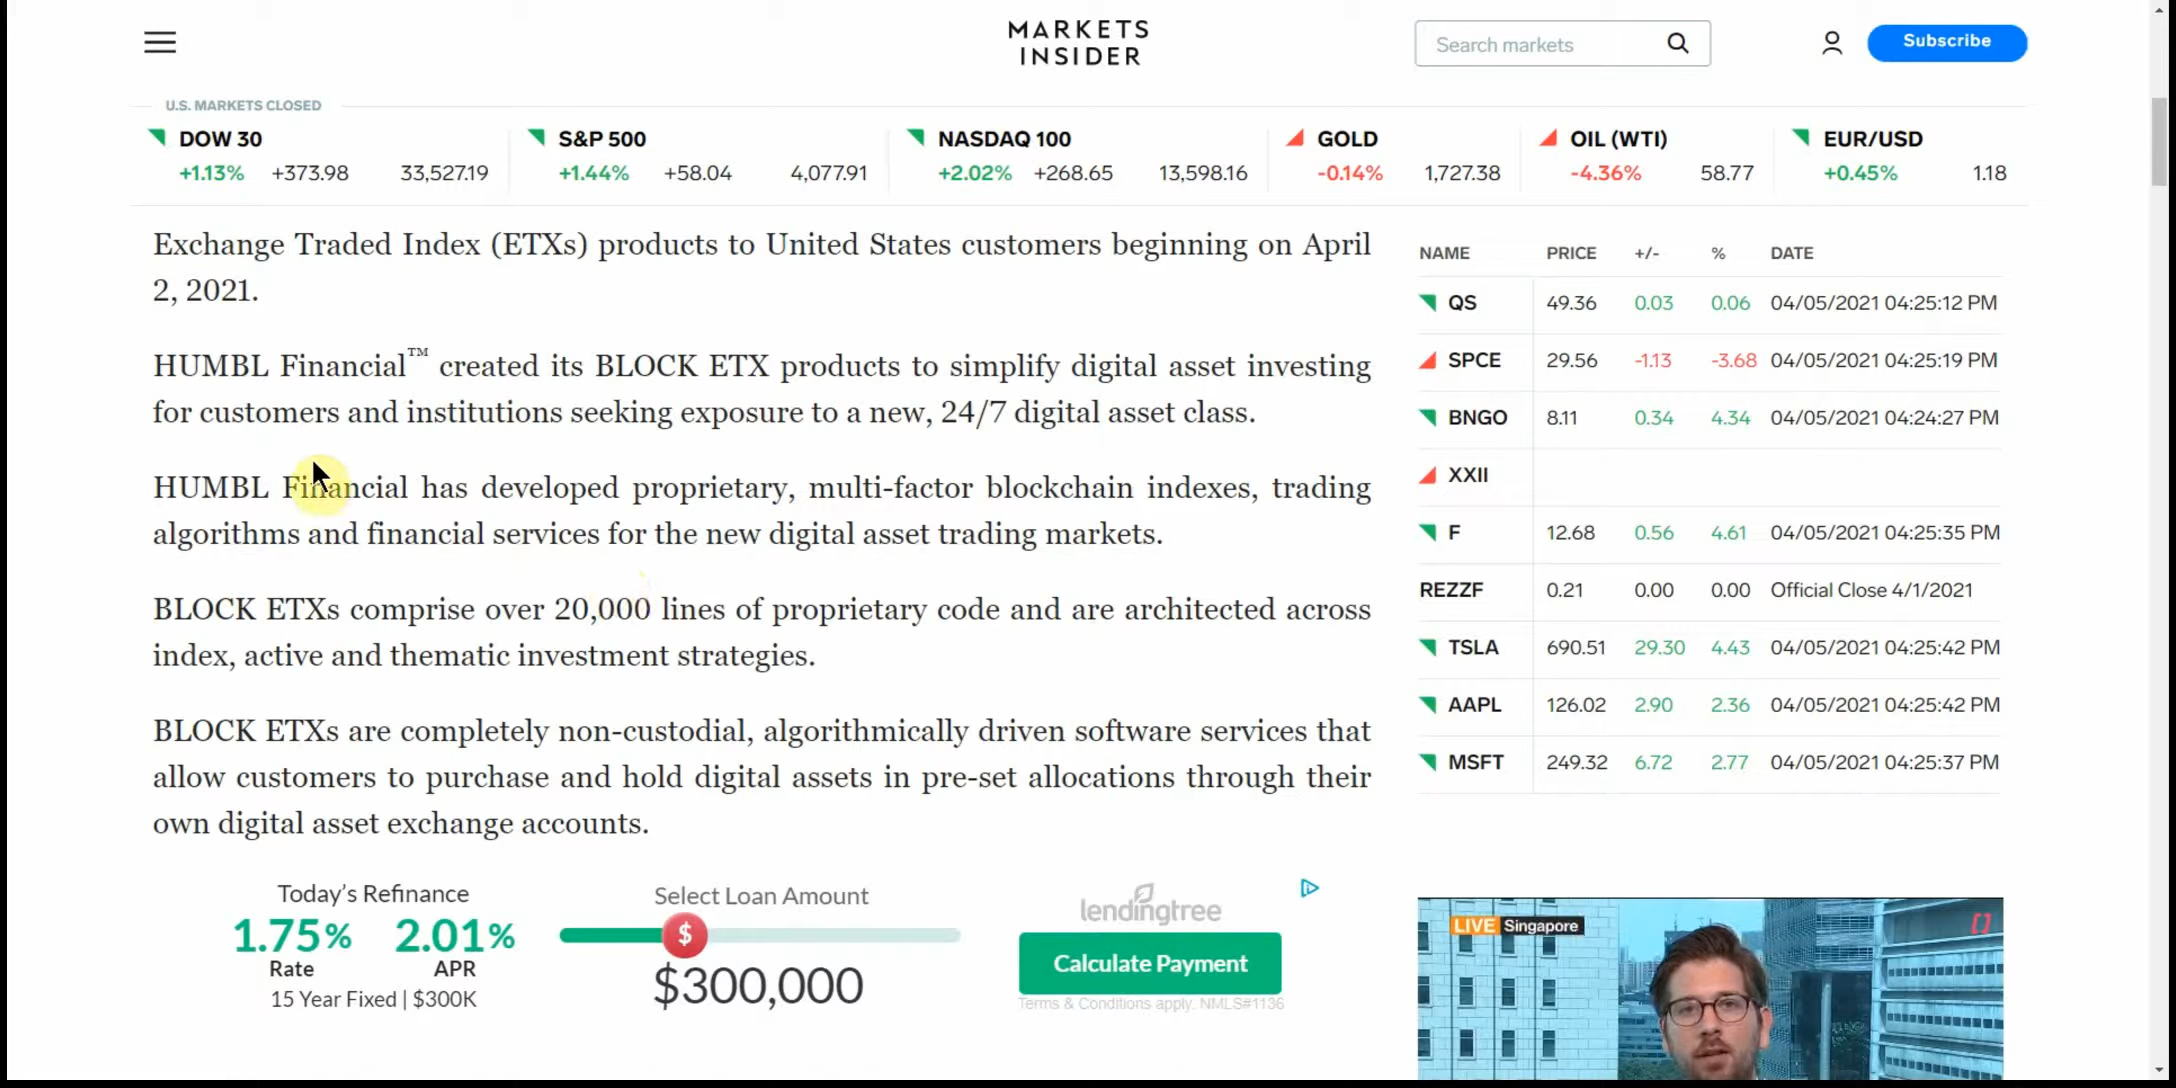 MARKETS
INSIDER
Search markets
Subscribe
U.S. MARKETS CLOSED
DOW 30
+1.13% +373.98 33,527.19
S&P 500
+1.44% +58.04 4,077.91
NASDAQ 100
+2.02% +268.65 13,598.16
GOLD
-0.14% 1,727.38
OIL (WTI)
-4.36% 58.77
EUR/USD
+0.45% 1.18
Exchange Traded Index (ETXs) products to United States customers beginning on April
2, 2021.
HUMBL Financial™ created its BLOCK ETX products to simplify digital asset investing
for customers and institutions seeking exposure to a new, 24/7 digital asset class.
HUMBL Financial has developed proprietary, multi-factor blockchain indexes, trading
algorithms and financial services for the new digital asset trading markets.
BLOCK ETXs comprise over 20,000 lines of proprietary code and are architected across
index, active and thematic investment strategies.
BLOCK ETXs are completely non-custodial, algorithmically driven software services that
allow customers to purchase and hold digital assets in pre-set allocations through their
own digital asset exchange accounts.
NAME PRICE +/- % DATE
QS 49.36 0.03 0.06 04/05/2021 04:25:12 PM
SPCE 29.56 -1.13 -3.68 04/05/2021 04:25:19 PM
BNGO 8.11 0.34 4.34 04/05/2021 04:24:27 PM
XXII
F 12.68 0.56 4.61 04/05/2021 04:25:35 PM
REZZF 0.21 0.00 0.00 Official Close 4/1/2021
TSLA 690.51 29.30 4.43 04/05/2021 04:25:42 PM
AAPL 126.02 2.90 2.36 04/05/2021 04:25:42 PM
MSFT 249.32 6.72 2.77 04/05/2021 04:25:37 PM
Today's Refinance
1.75% 2.01%
Rate APR
15 Year Fixed | $300K
Select Loan Amount
$
$300,000
lendingtree
Calculate Payment
Terms & Conditions apply. NMLS#1136
LIVE Singapore